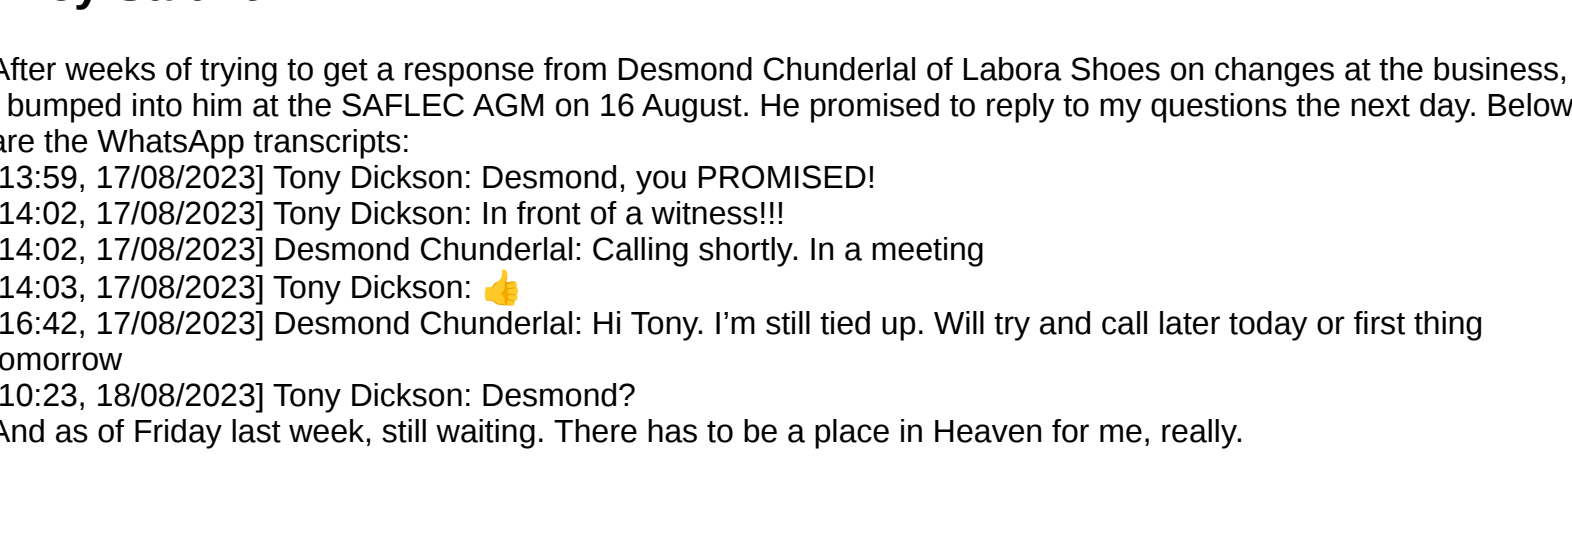 After weeks of trying to get a response from Desmond Chunderlal of Labora Shoes on changes at the business,
bumped into him at the SAFLEC AGM on 16 August. He promised to reply to my questions the next day. Below
are the WhatsApp transcripts:
13:59, 17/08/2023] Tony Dickson: Desmond, you PROMISED!
14:02, 17/08/2023] Tony Dickson: In front of a witness!!!
14:02, 17/08/2023] Desmond Chunderlal: Calling shortly. In a meeting
14:03, 17/08/2023] Tony Dickson: 👍
16:42, 17/08/2023] Desmond Chunderlal: Hi Tony. I’m still tied up. Will try and call later today or first thing
omorrow
10:23, 18/08/2023] Tony Dickson: Desmond?
And as of Friday last week, still waiting. There has to be a place in Heaven for me, really.